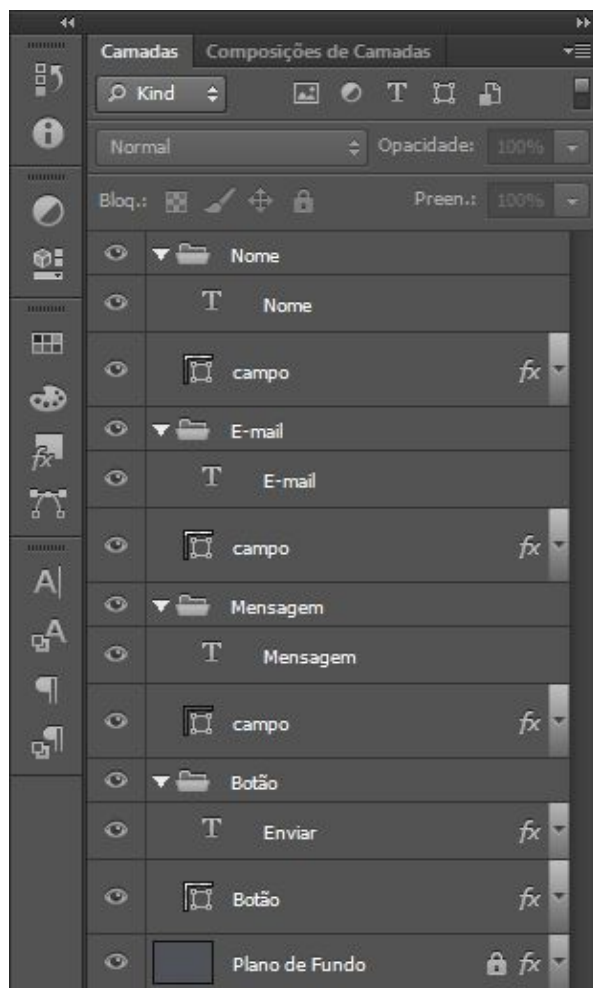 Camadas Composições de Camadas
Kind T
Normal Opacidade: 100%
Bloq.: Preen.: 100%
Nome
T Nome
campo fx
E-mail
T E-mail
fx
campo fx
Mensagem
A|
T Mensagem
A
campo fx
¶
¶
Botão
T Enviar fx
Botão fx
Plano de Fundo fx